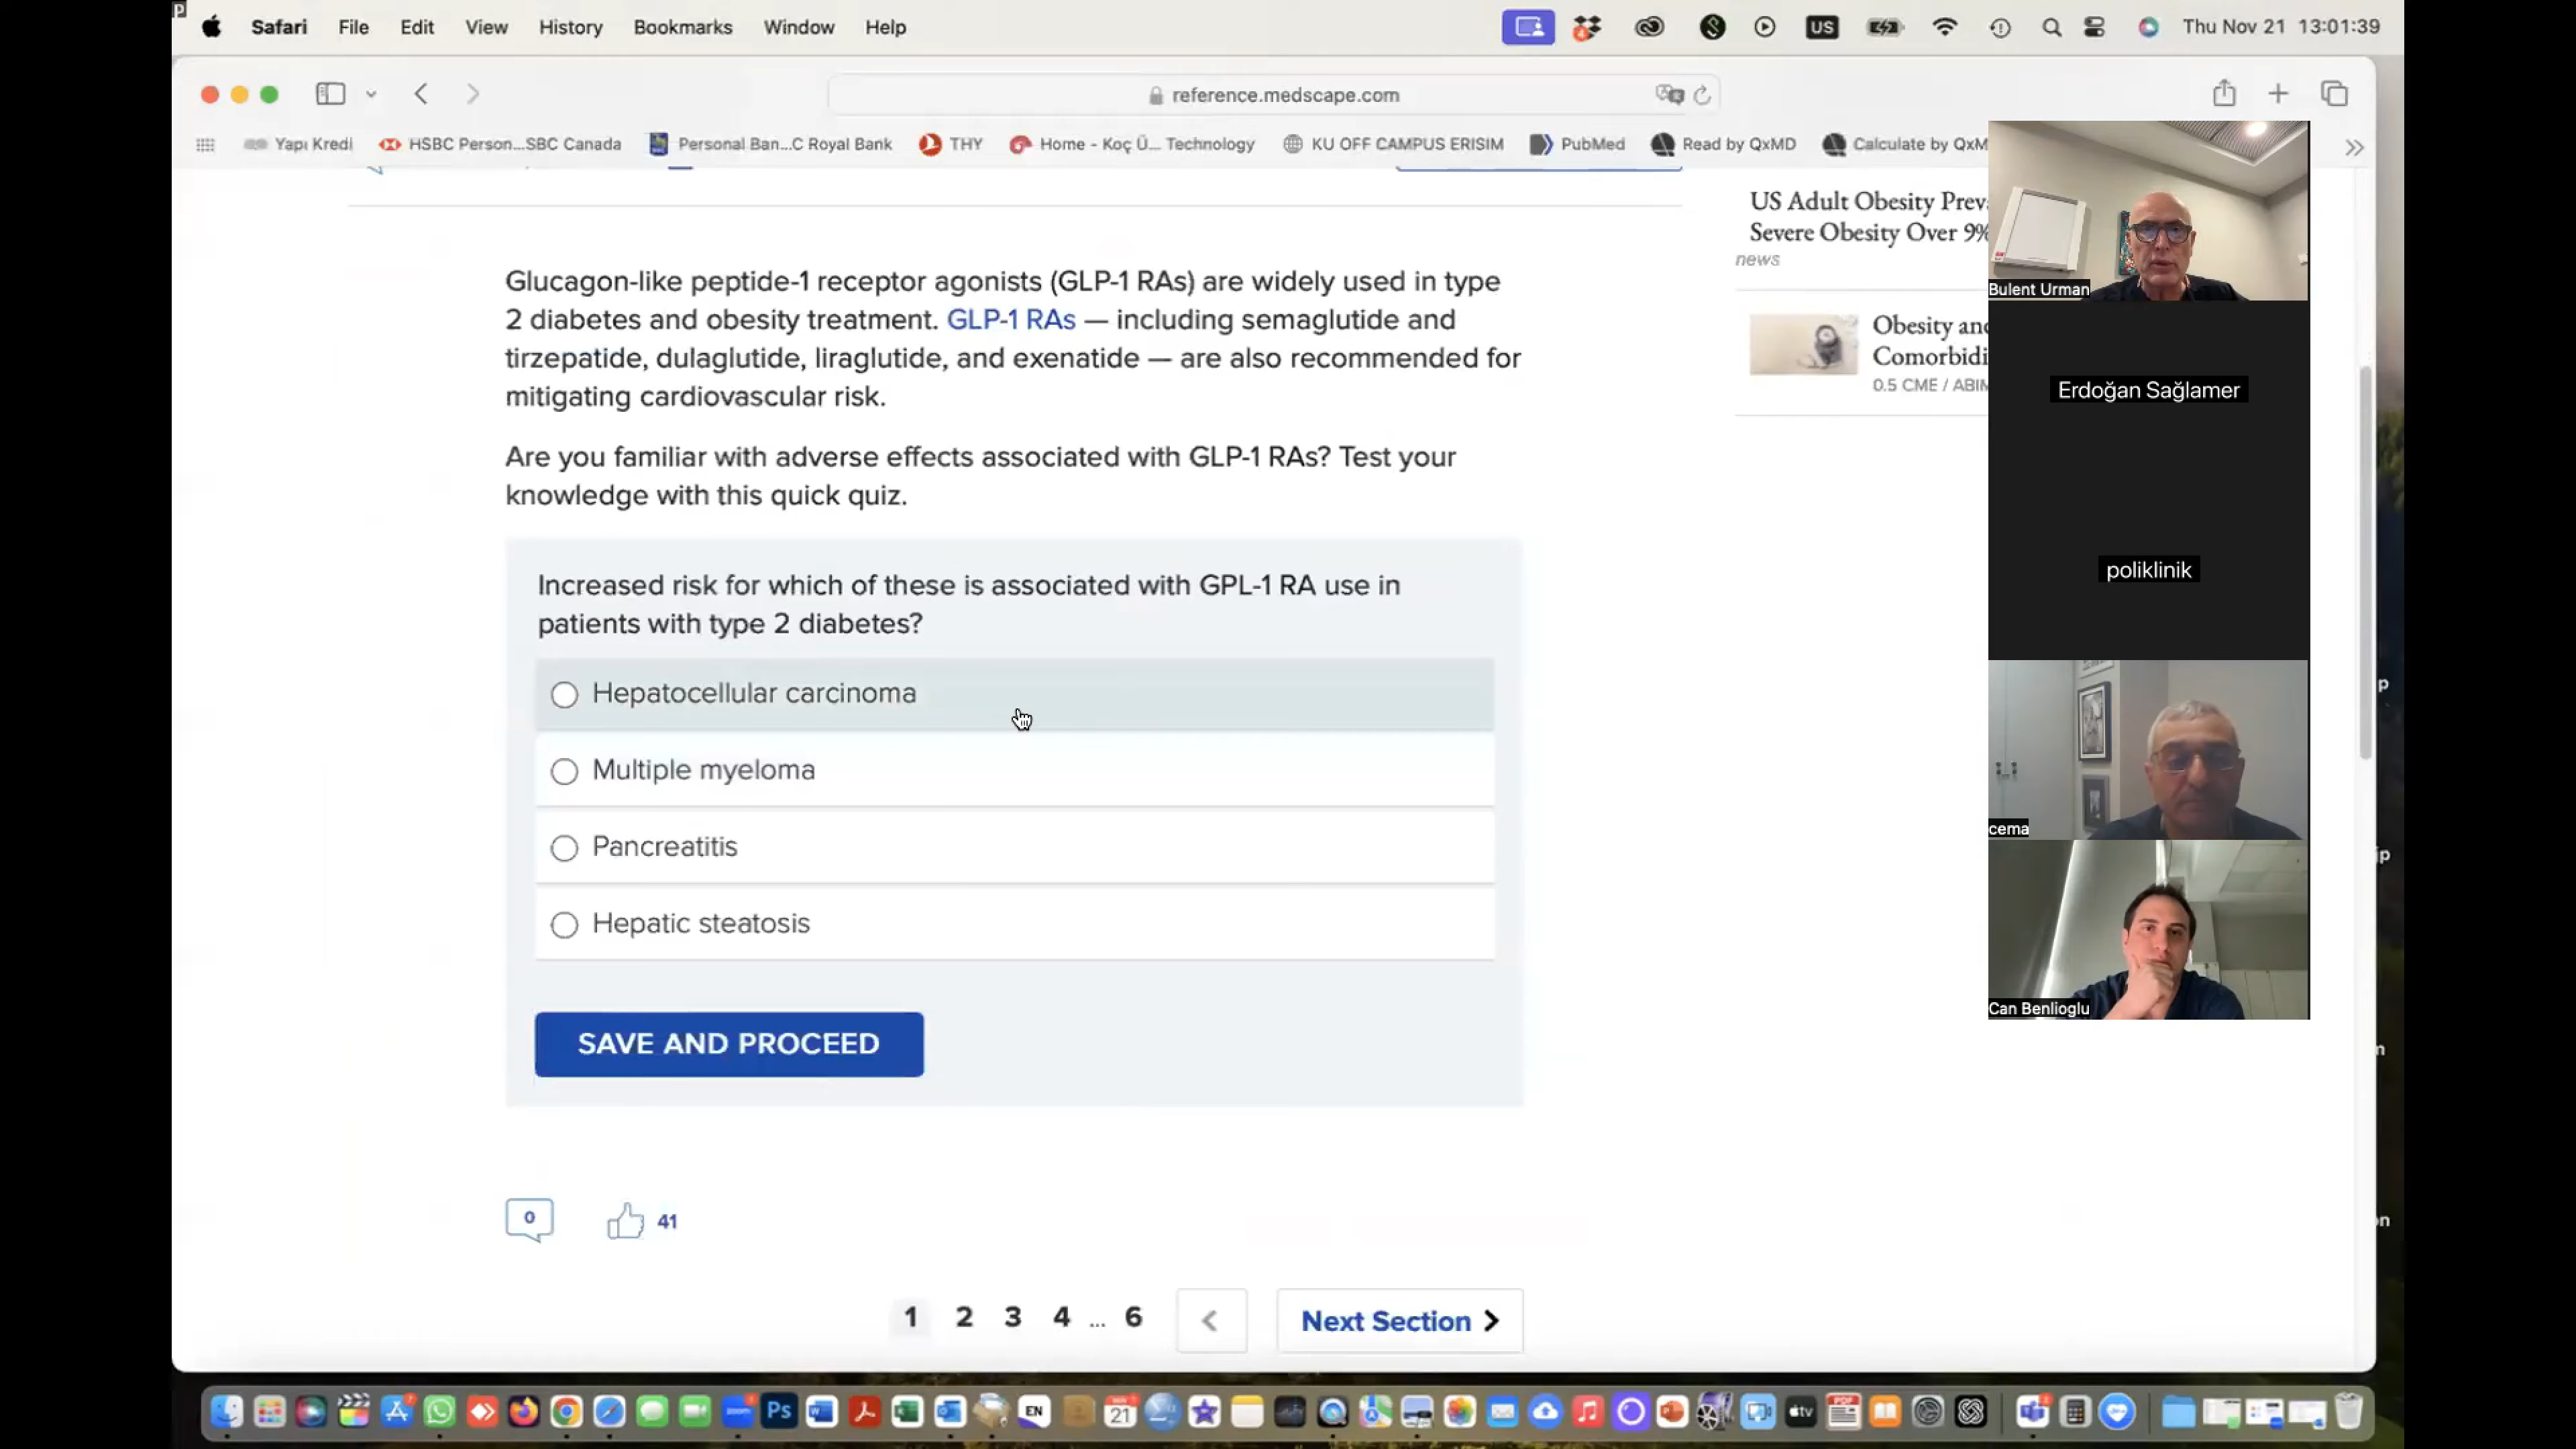 Safari File Edit View History Bookmarks Window Help
US
Thu Nov 21 13:01:39
reference.medscape.com
Yapı Kredi HSBC Person...SBC Canada Personal Ban...C Royal Bank THY Home - Koç Ü... Technology KU OFF CAMPUS ERISIM PubMed Read by QxMD Calculate by QxM
US Adult Obesity Prev
Severe Obesity Over 9%
news
Obesity and
Comorbidi
0.5 CME / ABIM
Glucagon-like peptide-1 receptor agonists (GLP-1 RAs) are widely used in type
2 diabetes and obesity treatment. GLP-1 RAs — including semaglutide and
tirzepatide, dulaglutide, liraglutide, and exenatide — are also recommended for
mitigating cardiovascular risk.
Are you familiar with adverse effects associated with GLP-1 RAs? Test your
knowledge with this quick quiz.
Increased risk for which of these is associated with GPL-1 RA use in
patients with type 2 diabetes?
Hepatocellular carcinoma
Multiple myeloma
Pancreatitis
Hepatic steatosis
SAVE AND PROCEED
0 41
1 2 3 4 ... 6 Next Section
Bulent Urman
Erdoğan Sağlamer
poliklinik
cema
Can Benlioglu
zoom Ps EN 21 tv PDF